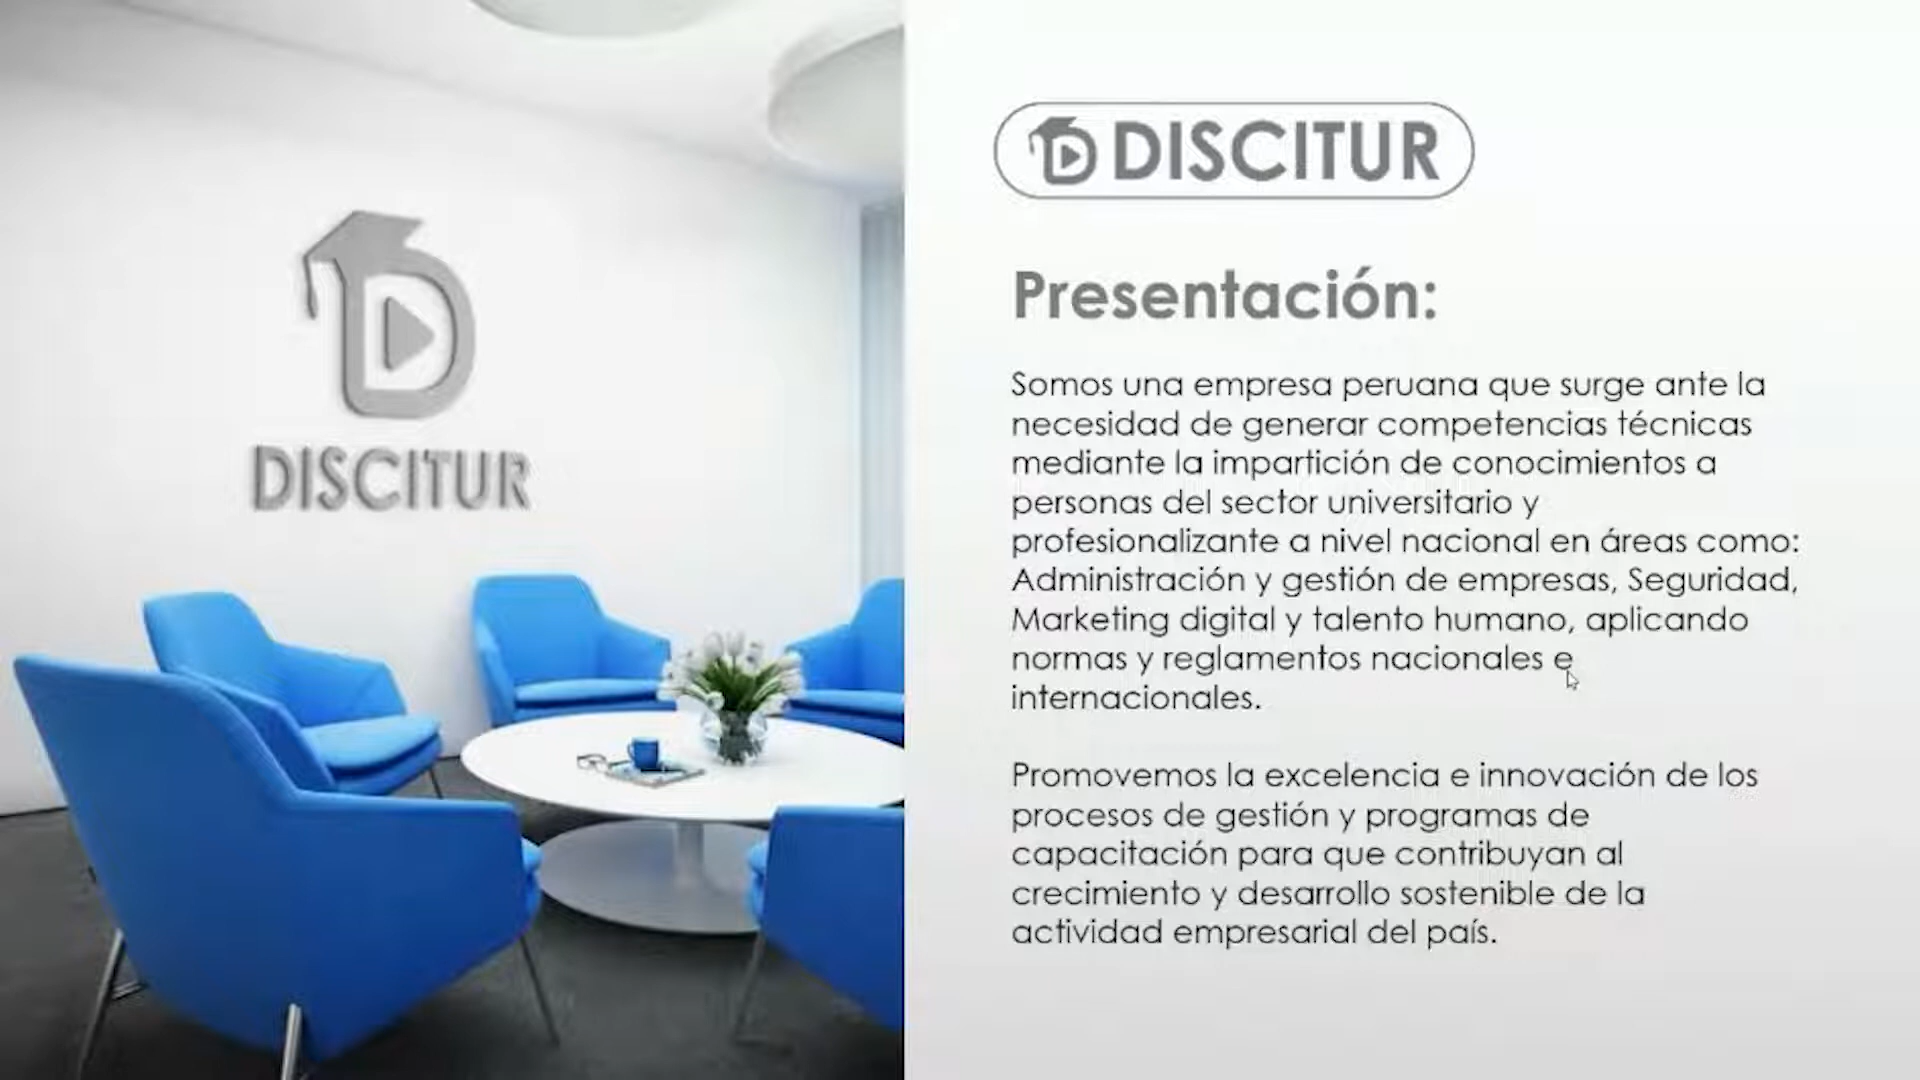 DISCITUR
DISCITUR
Presentación:
Somos una empresa peruana que surge ante la
necesidad de generar competencias técnicas
mediante la impartición de conocimientos a
personas del sector universitario y
profesionalizante a nivel nacional en áreas como:
Administración y gestión de empresas, Seguridad,
Marketing digital y talento humano, aplicando
normas y reglamentos nacionales e
internacionales.
Promovemos la excelencia e innovación de los
procesos de gestión y programas de
capacitación para que contribuyan al
crecimiento y desarrollo sostenible de la
actividad empresarial del país.